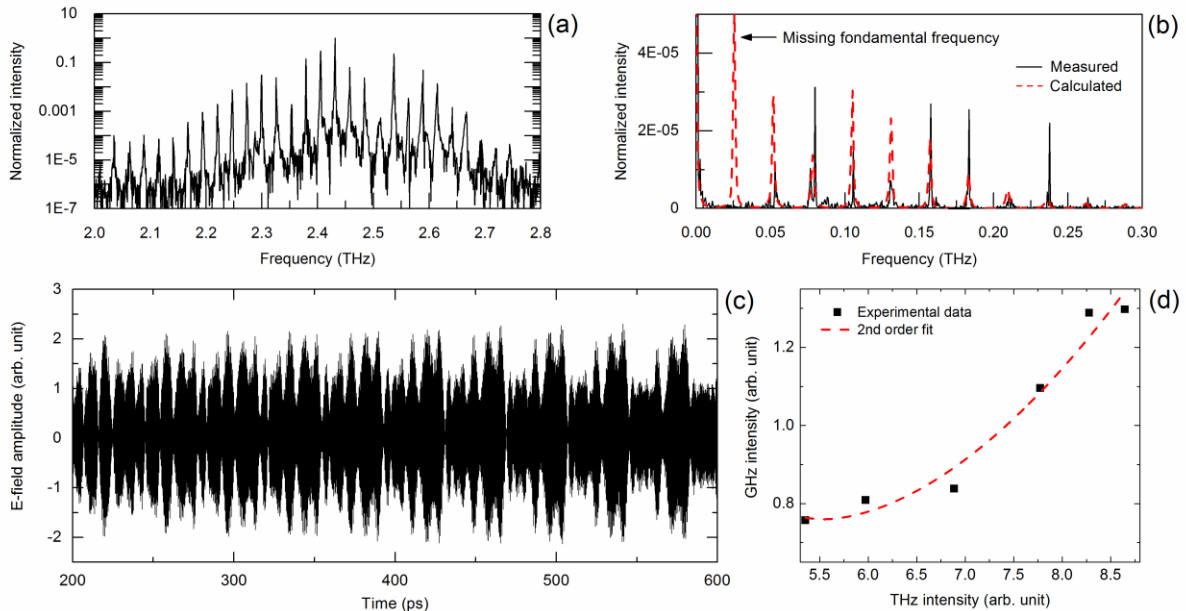 10
0.1
0.001
1E-5
1E-7
(a)
Normalized intensity
2.0 2.1 2.2 2.3 2.4 2.5 2.6 2.7 2.8
Frequency (THz)
4E-05
2E-05
0
(b)
Missing fondamental frequency
Measured
Calculated
Normalized intensity
0.00 0.05 0.10 0.15 0.20 0.25 0.30
Frequency (THz)
3
2
1
0
-1
-2
(c)
E-field amplitude (arb. unit)
200 300 400 500 600
Time (ps)
1.2
1.0
0.8
(d)
Experimental data
2nd order fit
GHz intensity (arb. unit)
5.5 6.0 6.5 7.0 7.5 8.0 8.5
THz intensity (arb. unit)